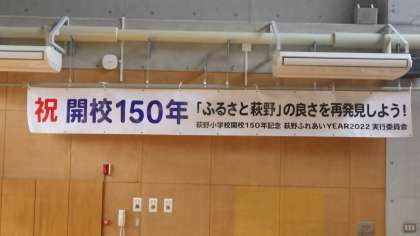 祝 開校150年 「ふるさと萩野」の良さを再発見しよう！
萩野小学校開校150年記念 萩野ふれあいYEAR2022 実行委員会